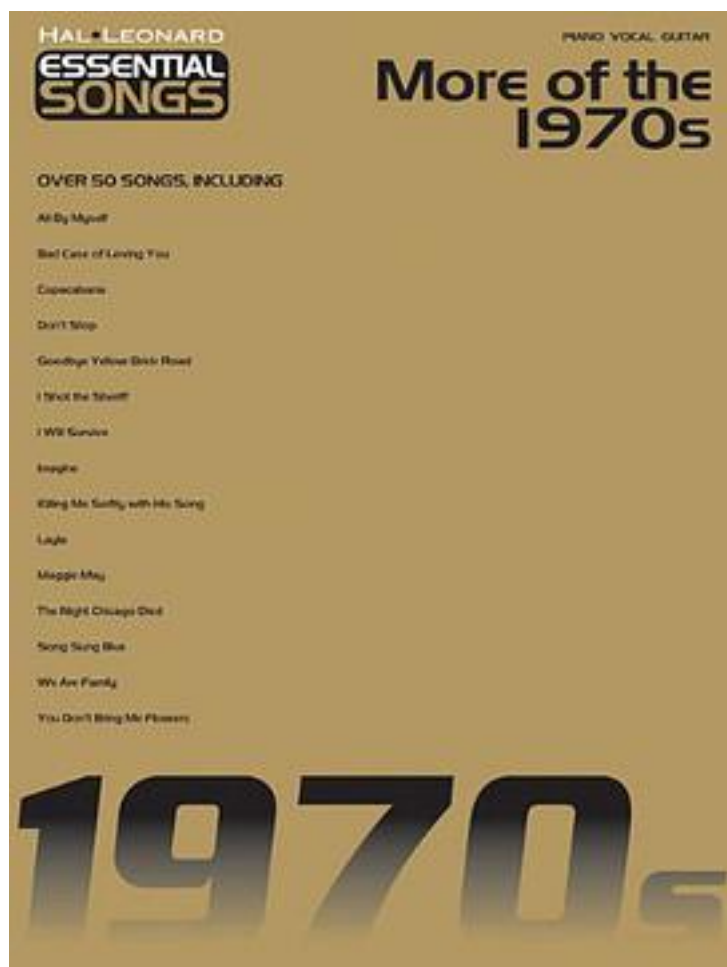 HAL•LEONARD
ESSENTIAL
SONGS
PIANO VOCAL GUITAR
More of the
1970s
OVER 50 SONGS, INCLUDING
All By Myself
Bad Case of Loving You
Copacabana
Don't Stop
Goodbye Yellow Brick Road
I Shot the Sheriff
I Will Survive
Imagine
Killing Me Softly with His Song
Layla
Maggie May
The Night Chicago Died
Song Sung Blue
We Are Family
You Don't Bring Me Flowers
1970s